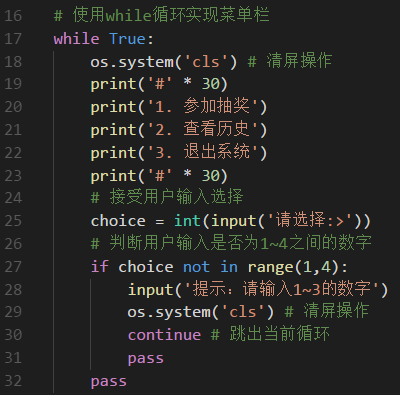 16 # 使用while循环实现菜单栏
17 while True:
18 os.system('cls') # 清屏操作
19 print('#' * 30)
20 print('1. 参加抽奖')
21 print('2. 查看历史')
22 print('3. 退出系统')
23 print('#' * 30)
24 # 接受用户输入选择
25 choice = int(input('请选择:>'))
26 # 判断用户输入是否为1~4之间的数字
27 if choice not in range(1,4):
28 input('提示：请输入1~3的数字')
29 os.system('cls') # 清屏操作
30 continue # 跳出当前循环
31 pass
32 pass